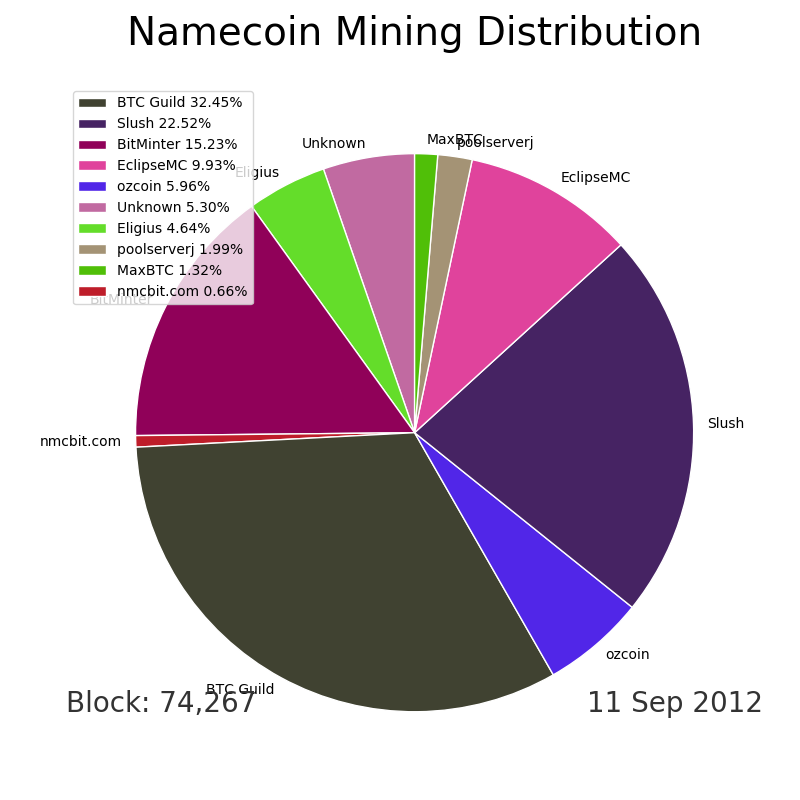 Namecoin Mining Distribution
BTC Guild 32.45%
Slush 22.52%
BitMinter 15.23%
EclipseMC 9.93%
ozcoin 5.96%
Unknown 5.30%
Eligius 4.64%
poolserverj 1.99%
MaxBTC 1.32%
nmcbit.com 0.66%
MaxBTC
poolserverj
Unknown
Eligius
EclipseMC
BitMinter
Slush
nmcbit.com
ozcoin
BTC Guild
Block: 74,267
11 Sep 2012